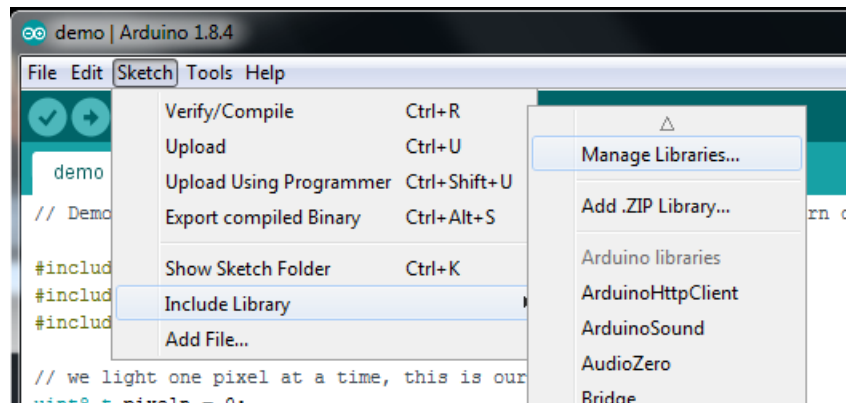 demo | Arduino 1.8.4
File Edit Sketch Tools Help
Verify/Compile Ctrl+R
Upload Ctrl+U
Upload Using Programmer Ctrl+Shift+U
Export compiled Binary Ctrl+Alt+S
Show Sketch Folder Ctrl+K
Include Library
Add File...
Manage Libraries...
Add .ZIP Library...
Arduino libraries
ArduinoHttpClient
ArduinoSound
AudioZero
Bridge
demo
// Demo
#includ
#includ
#includ
// we light one pixel at a time, this is our
uint8_t pixeln = 0;